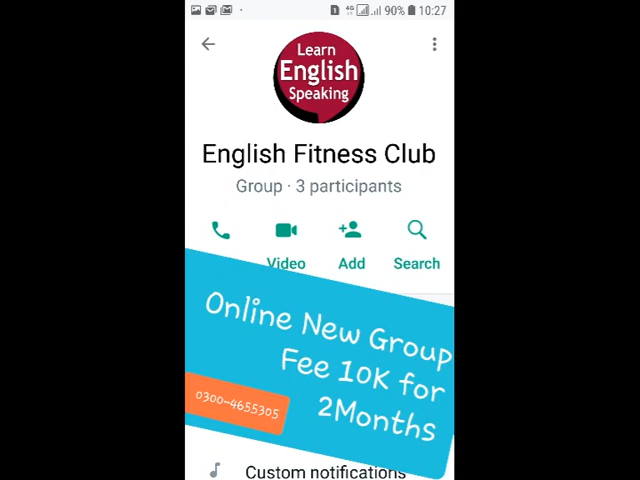 90% 10:27
Learn
English
Speaking
English Fitness Club
Group · 3 participants
Video Add Search
Online New Group
Fee 10K for
2Months
0300-4655305
Custom notifications